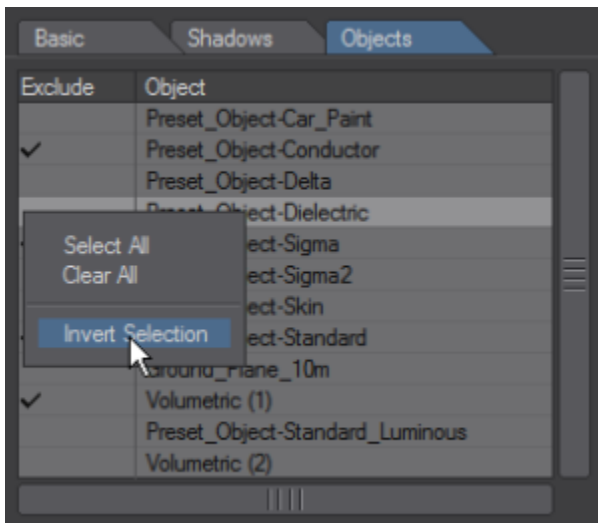 Basic Shadows Objects
Exclude Object
Preset_Object-Car_Paint
Preset_Object-Conductor
Preset_Object-Delta
Preset_Object-Dielectric
Select All ect-Sigma
Clear All ect-Sigma2
ect-Skin
Invert Selection ect-Standard
Ground_Plane_10m
Volumetric (1)
Preset_Object-Standard_Luminous
Volumetric (2)